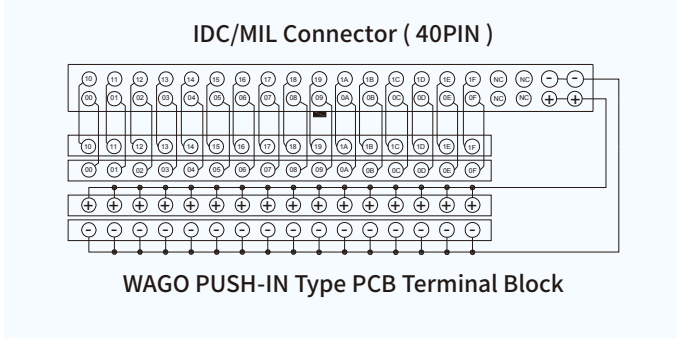 IDC/MIL Connector ( 40PIN )
10 11 12 13 14 15 16 17 18 19 1A 1B 1C 1D 1E 1F NC NC − −
00 01 02 03 04 05 06 07 08 09 0A 0B 0C 0D 0E 0F NC NC + +
10 11 12 13 14 15 16 17 18 19 1A 1B 1C 1D 1E 1F
00 01 02 03 04 05 06 07 08 09 0A 0B 0C 0D 0E 0F
+ + + + + + + + + + + + + + + +
− − − − − − − − − − − − − − − −
WAGO PUSH-IN Type PCB Terminal Block